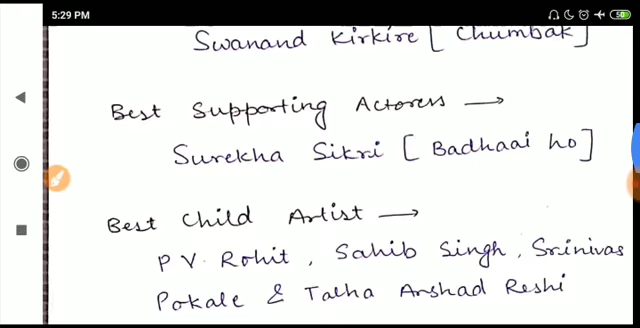 5:29 PM
50
Swanand Kirkire [ Chumbak ]
Best Supporting Actoress →
Surekha Sikri [ Badhaai ho ]
Best Child Artist →
P V. Rohit, Sahib Singh, Srinivas
Pokale & Talha Arshad Reshi